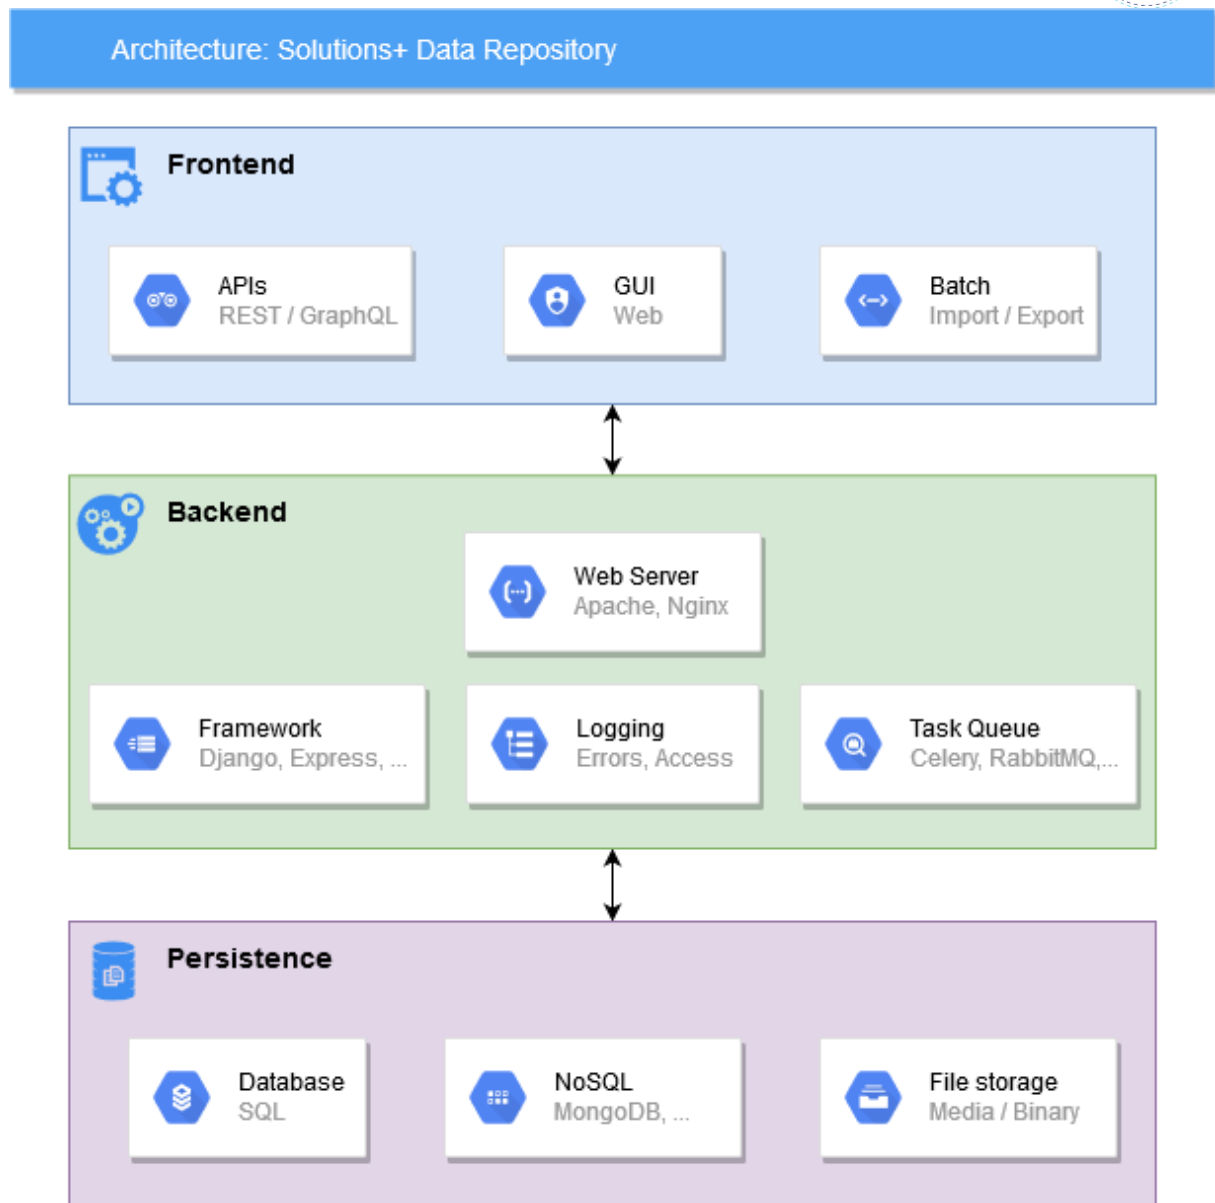 Architecture: Solutions+ Data Repository
Frontend
APIs
REST / GraphQL
GUI
Web
Batch
Import / Export
Backend
Web Server
Apache, Nginx
Framework
Django, Express, ...
Logging
Errors, Access
Task Queue
Celery, RabbitMQ,...
Persistence
Database
SQL
NoSQL
MongoDB, ...
File storage
Media / Binary